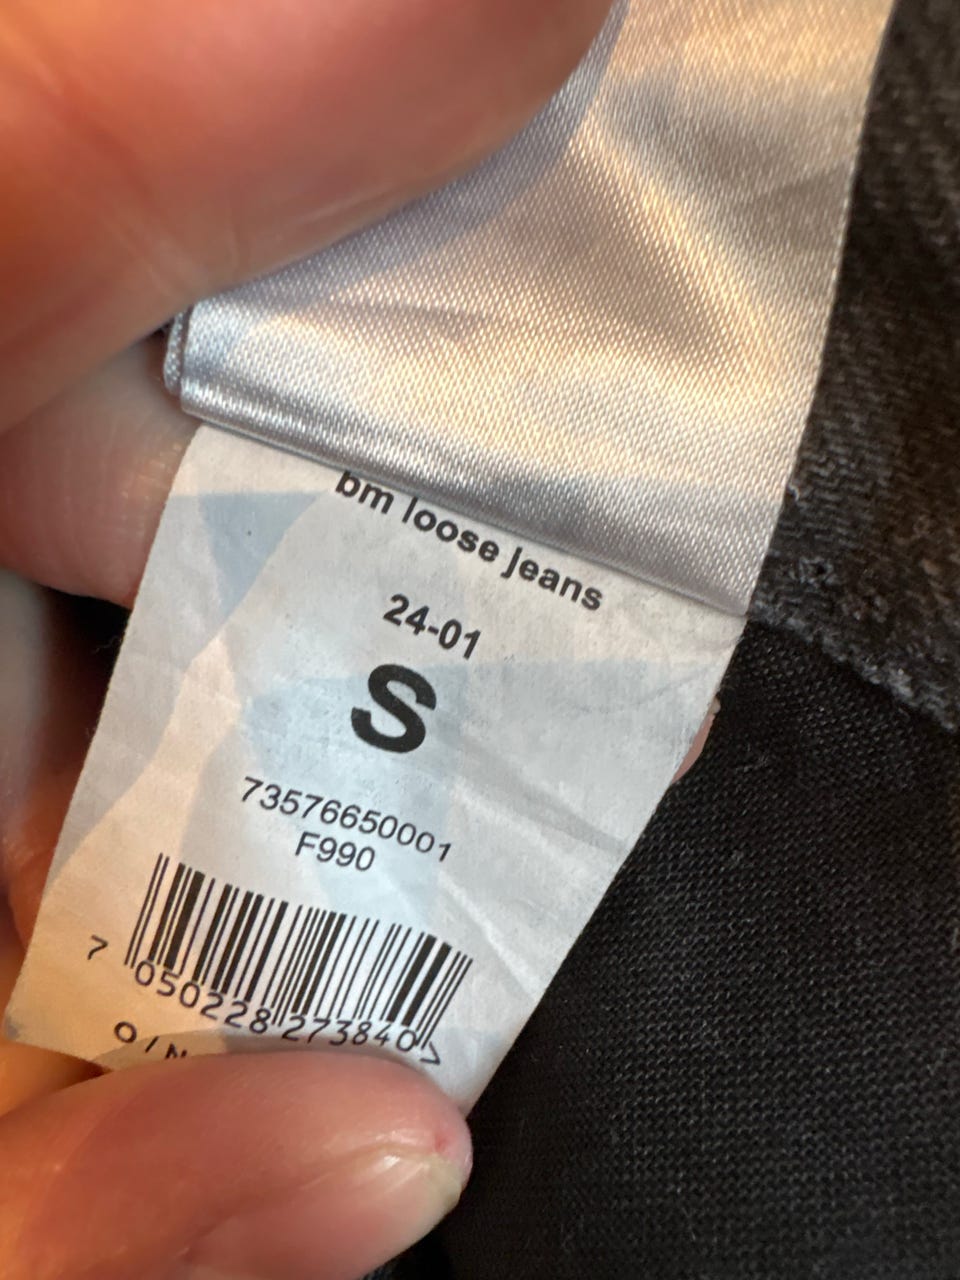 bm loose jeans
24-01
S
73576650001
F990
7 050228 273840 >
O/N